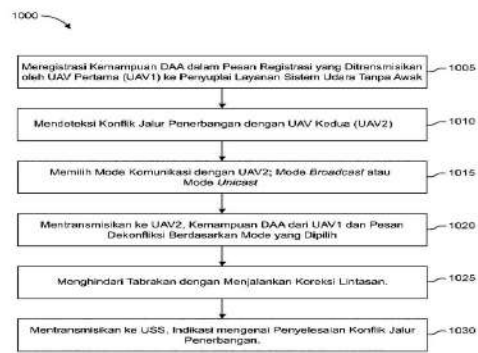 1000
Meregistrasi Kemampuan DAA dalam Pesan Registrasi yang Ditransmisikan
oleh UAV Pertama (UAV1) ke Penyuplai Layanan Sistem Udara Tanpa Awak
1005
Mendeteksi Konflik Jalur Penerbangan dengan UAV Kedua (UAV2)
1010
Memilih Mode Komunikasi dengan UAV2; Mode Broadcast atau
Mode Unicast
1015
Mentransmisikan ke UAV2, Kemampuan DAA dari UAV1 dan Pesan
Dekonfliksi Berdasarkan Mode yang Dipilih
1020
Menghindari Tabrakan dengan Menjalankan Koreksi Lintasan.
1025
Mentransmisikan ke USS, Indikasi mengenai Penyelesaian Konflik Jalur
Penerbangan.
1030